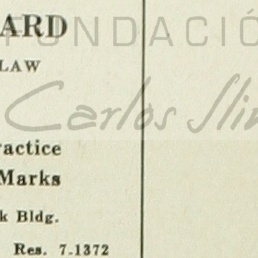 FUNDACIÓ
ARD
LAW
Carlos Slim
ractice
Marks
k Bldg.
Res. 7-1372